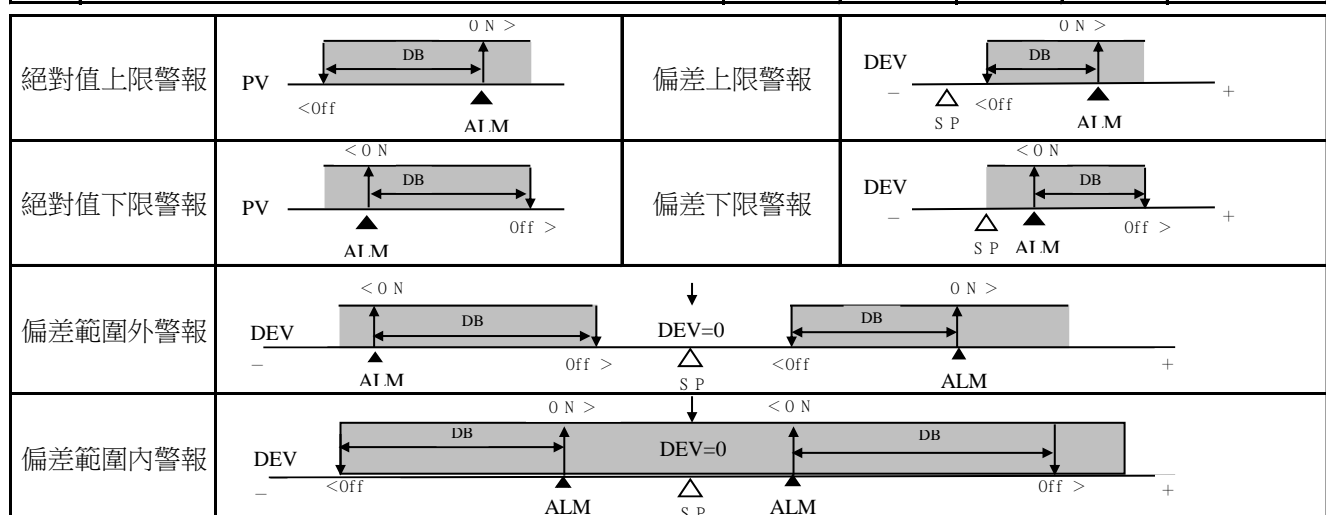 絕對值上限警報
ON >
DB
PV
<Off
ALM
偏差上限警報
ON >
DB
DEV
−
+
SP
<Off
ALM
絕對值下限警報
<ON
DB
PV
Off >
ALM
偏差下限警報
<ON
DB
DEV
−
+
Off >
SP
ALM
偏差範圍外警報
<ON
ON >
DB
DEV=0
DB
DEV
−
Off >
<Off
+
ALM
SP
ALM
偏差範圍內警報
ON >
<ON
DB
DEV=0
DB
DEV
−
<Off
Off >
+
ALM
SP
ALM